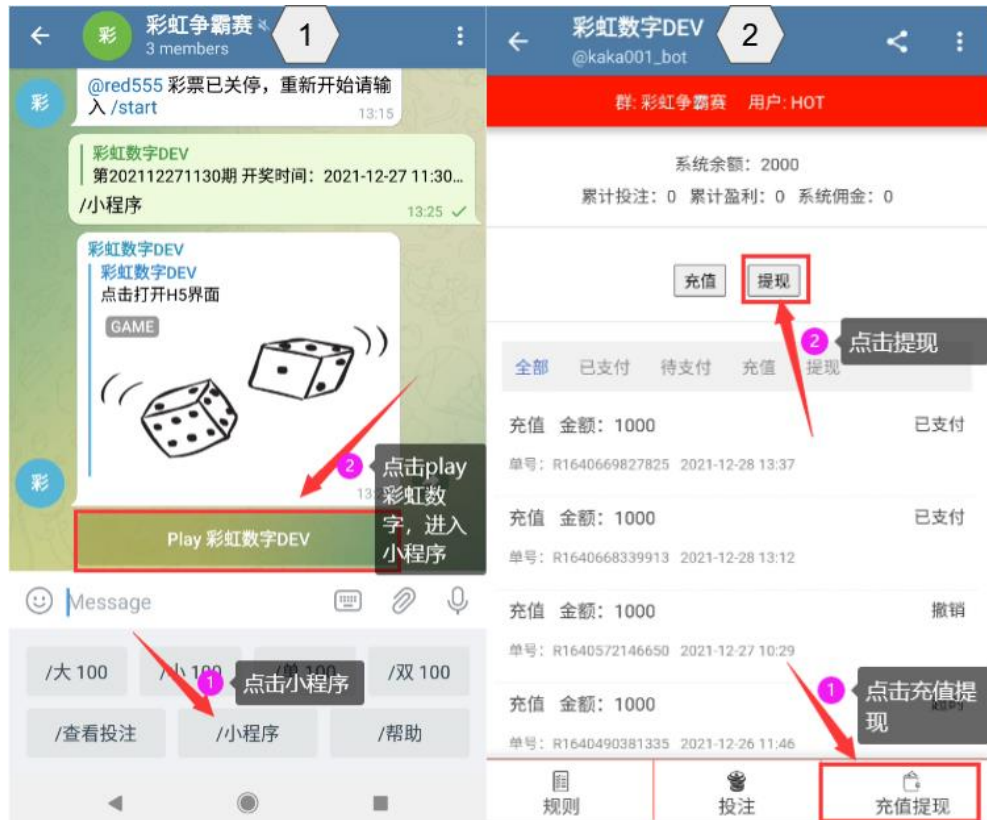 彩
彩虹争霸赛
3 members
1
彩
@red555 彩票已关停，重新开始请输
入 /start
13:15
彩虹数字DEV
第202112271130期 开奖时间：2021-12-27 11:30...
/小程序
13:25
彩虹数字DEV
彩虹数字DEV
点击打开H5界面
GAME
彩
2
点击play
彩虹数
字，进入
小程序
Play 彩虹数字DEV
Message
/大 100
/小 100
/单 100
/双 100
1
点击小程序
/查看投注
/小程序
/帮助
彩虹数字DEV
@kaka001_bot
2
群: 彩虹争霸赛 用户: HOT
系统余额：2000
累计投注：0 累计盈利：0 系统佣金：0
充值
提现
2
点击提现
全部
已支付
待支付
充值
提现
充值 金额：1000
已支付
单号：R1640669827825 2021-12-28 13:37
充值 金额：1000
已支付
单号：R1640668339913 2021-12-28 13:12
充值 金额：1000
撤销
单号：R1640572146650 2021-12-27 10:29
1
点击充值提
现
充值 金额：1000
单号：R1640490381335 2021-12-26 11:46
规则
投注
充值提现